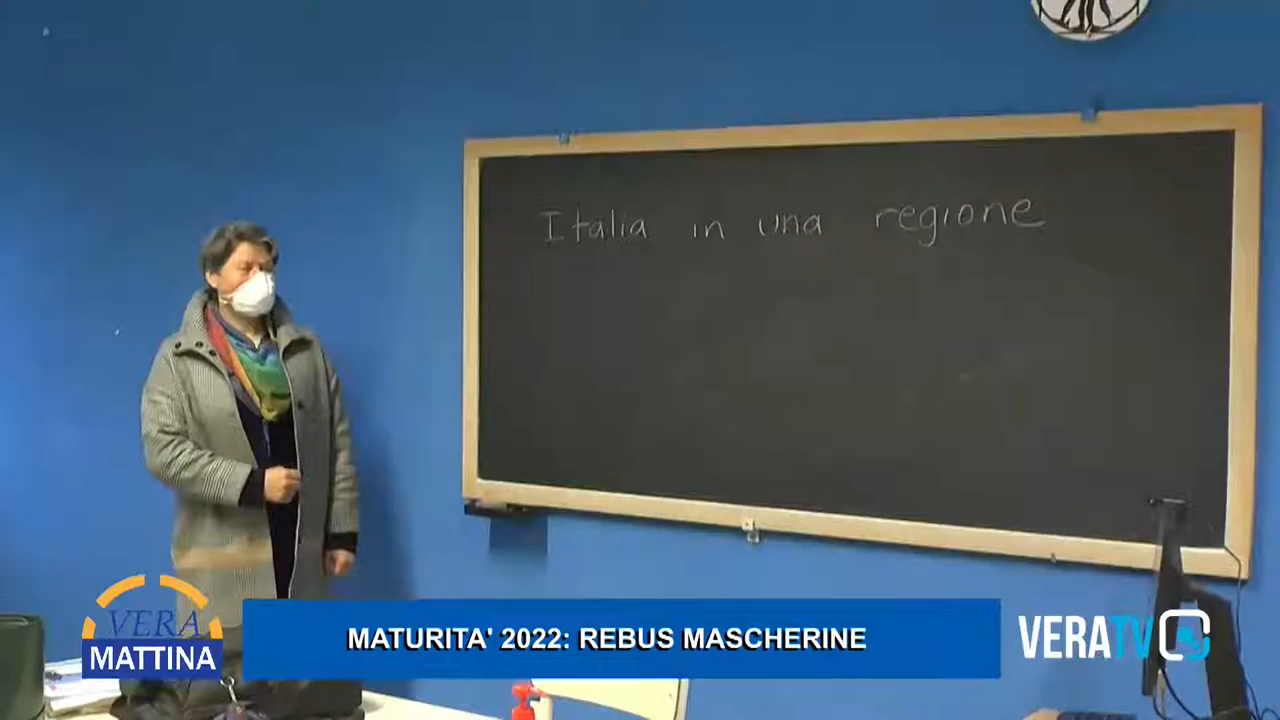 Italia in una regione
VERA
MATTINA
MATURITA' 2022: REBUS MASCHERINE
VERATV